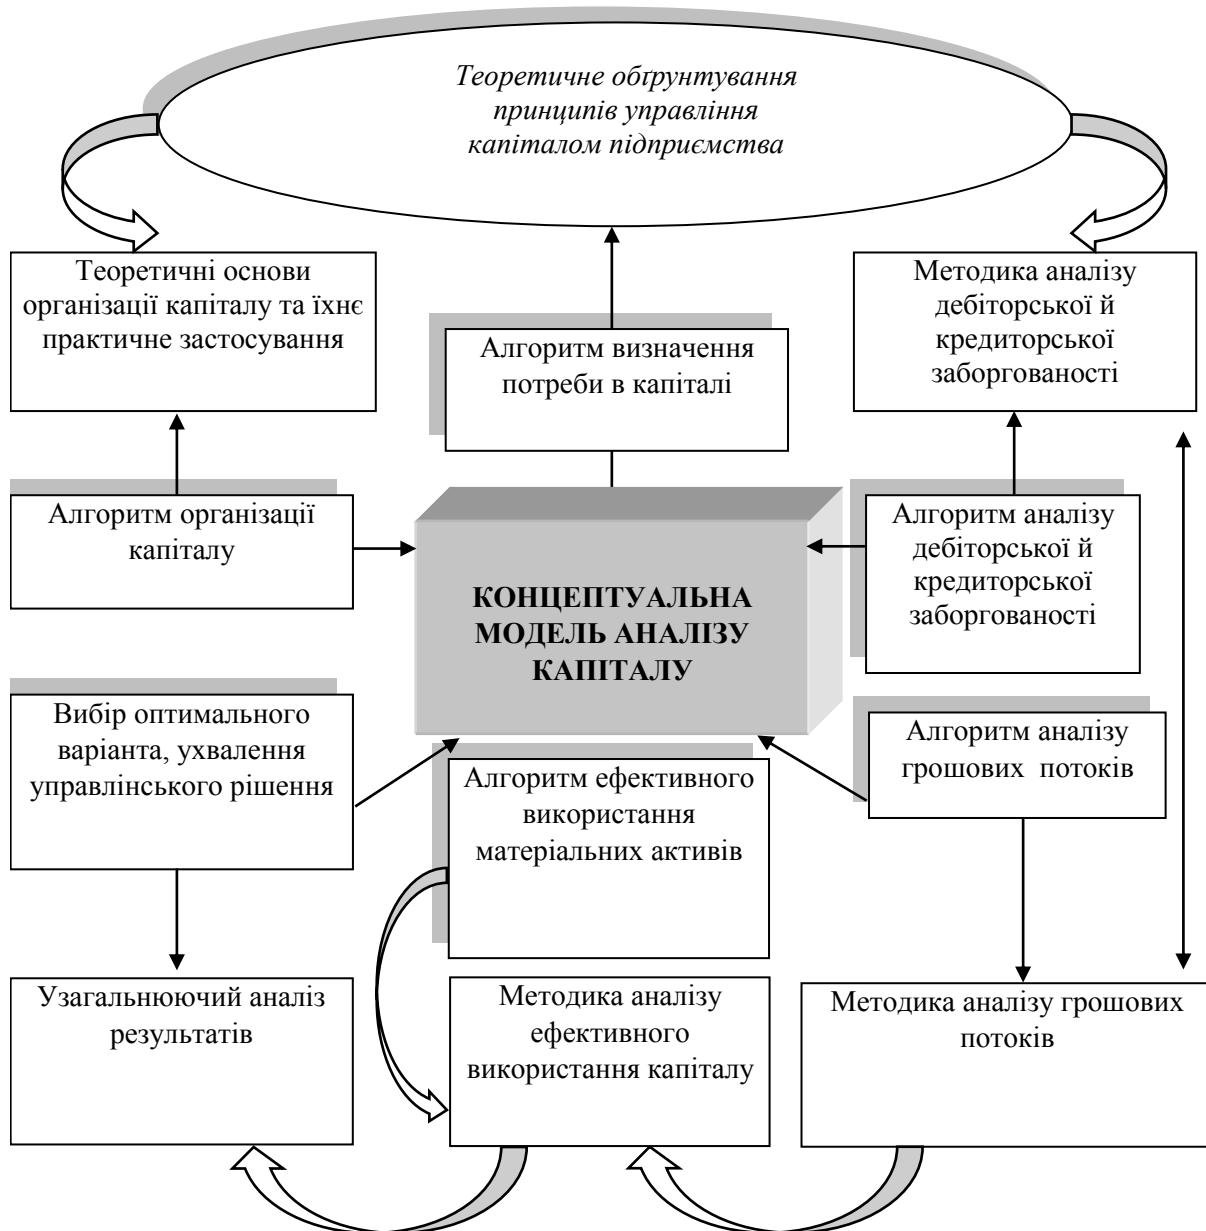 Теоретичне обґрунтування
принципів управління
капіталом підприємства
Теоретичні основи
організації капіталу та їхнє
практичне застосування
Алгоритм визначення
потреби в капіталі
Методика аналізу
дебіторської й
кредиторської
заборгованості
Алгоритм організації
капіталу
КОНЦЕПТУАЛЬНА
МОДЕЛЬ АНАЛІЗУ
КАПІТАЛУ
Алгоритм аналізу
дебіторської й
кредиторської
заборгованості
Вибір оптимального
варіанта, ухвалення
управлінського рішення
Алгоритм ефективного
використання
матеріальних активів
Алгоритм аналізу
грошових потоків
Узагальнюючий аналіз
результатів
Методика аналізу
ефективного
використання капіталу
Методика аналізу грошових
потоків